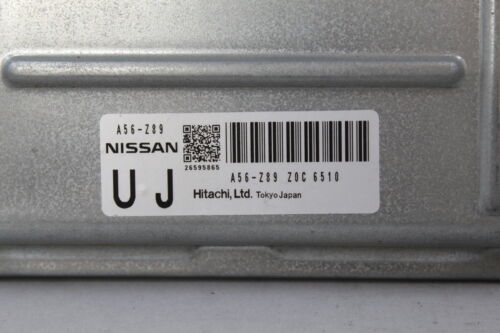 A56-Z89
NISSAN
26595865
U J
A56-Z89 Z0C 6510
Hitachi, Ltd. Tokyo Japan